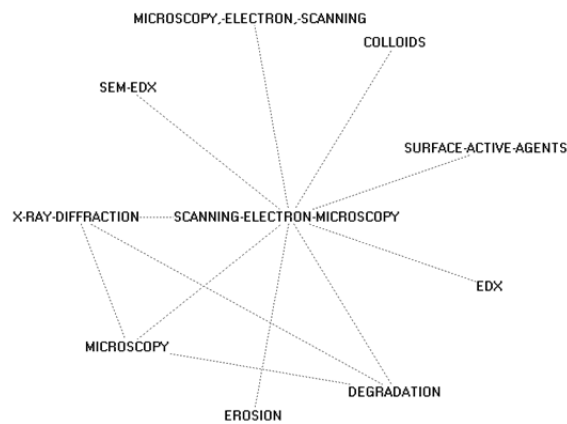 MICROSCOPY,-ELECTRON,-SCANNING
COLLOIDS
SEM-EDX
SURFACE-ACTIVE-AGENTS
X-RAY-DIFFRACTION
SCANNING-ELECTRON-MICROSCOPY
EDX
MICROSCOPY
DEGRADATION
EROSION